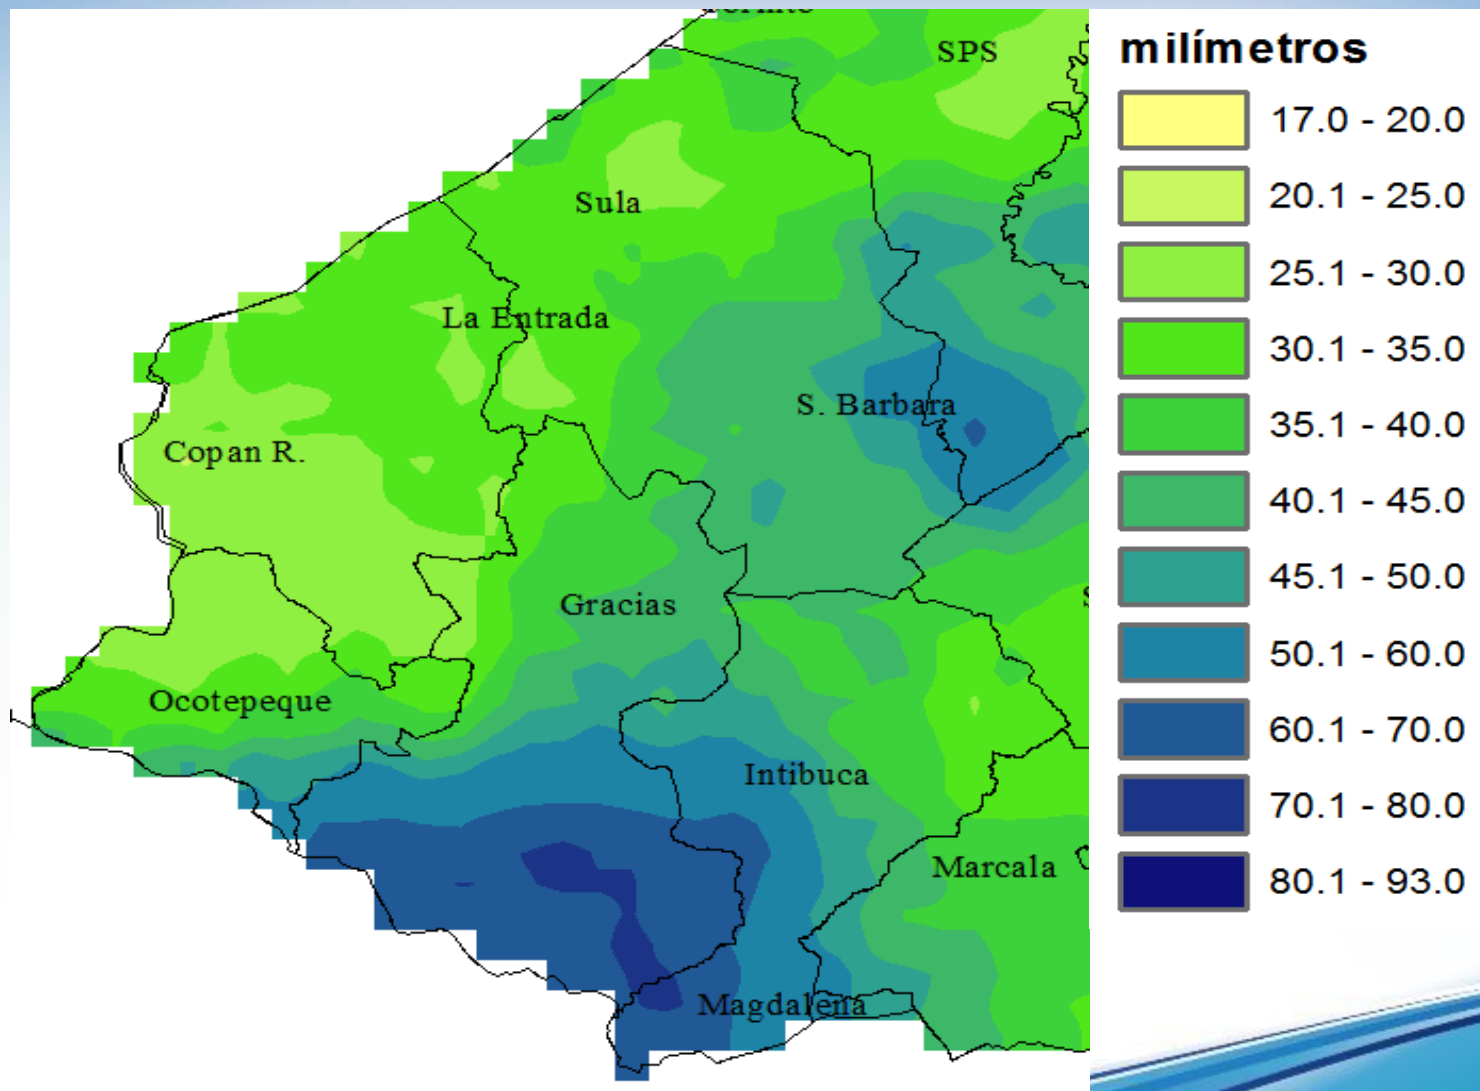 SPS
Sula
La Entrada
S. Barbara
Copan R.
Gracias
Ocotepeque
Intibuca
Marcala
Magdalena
milímetros
17.0 - 20.0
20.1 - 25.0
25.1 - 30.0
30.1 - 35.0
35.1 - 40.0
40.1 - 45.0
45.1 - 50.0
50.1 - 60.0
60.1 - 70.0
70.1 - 80.0
80.1 - 93.0